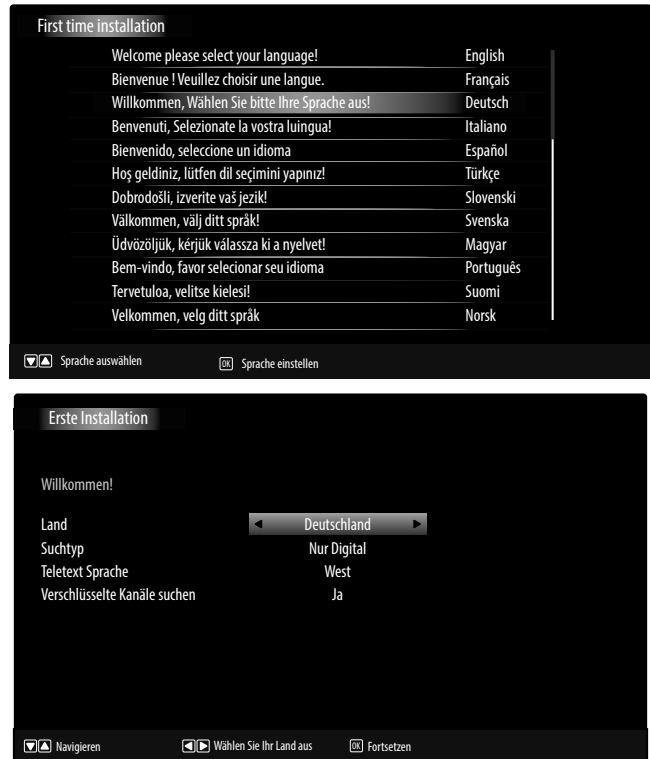 First time installation
Welcome please select your language! English
Bienvenue ! Veuillez choisir une langue. Français
Willkommen, Wählen Sie bitte Ihre Sprache aus! Deutsch
Benvenuti, Selezionate la vostra luingua! Italiano
Bienvenido, seleccione un idioma Español
Hoş geldiniz, lütfen dil seçimini yapınız! Türkçe
Dobrodošli, izverite vaš jezik! Slovenski
Välkommen, välj ditt språk! Svenska
Üdvözöljük, kérjük válassza ki a nyelvet! Magyar
Bem-vindo, favor selecionar seu idioma Português
Tervetuloa, velitse kielesi! Suomi
Velkommen, velg ditt språk Norsk
Sprache auswählen OK Sprache einstellen
Erste Installation
Willkommen!
Land Deutschland
Suchtyp Nur Digital
Teletext Sprache West
Verschlüsselte Kanäle suchen Ja
Navigieren Wählen Sie Ihr Land aus OK Fortsetzen